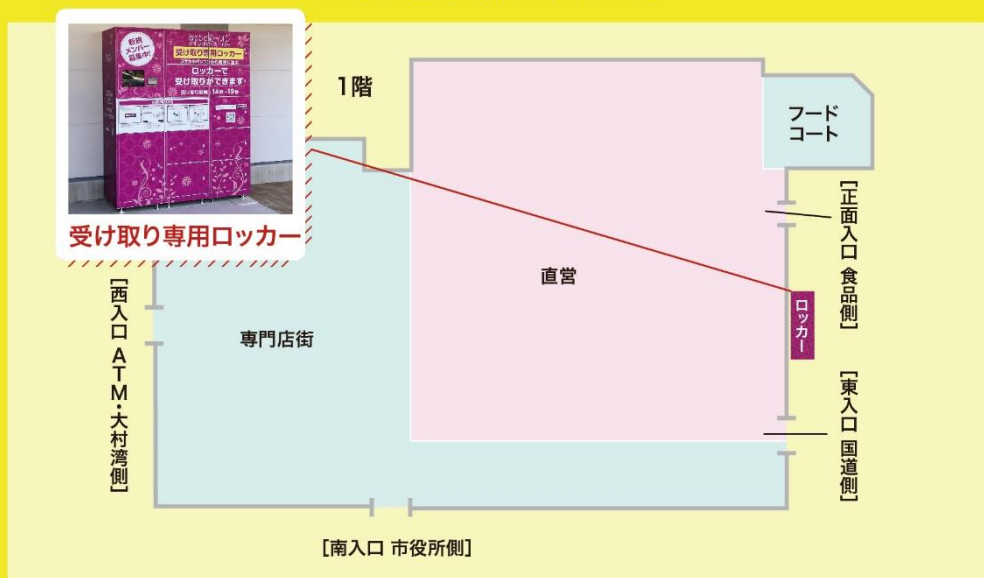 新規
メンバー
募集中!
受け取り専用ロッカー
ロッカーで
受け取りができます
受け取り専用ロッカー
1階
フード
コート
[正面入口 食品側]
直営
ロッカー
専門店街
[西入口 ATM・大村湾側]
[東入口 国道側]
[南入口 市役所側]